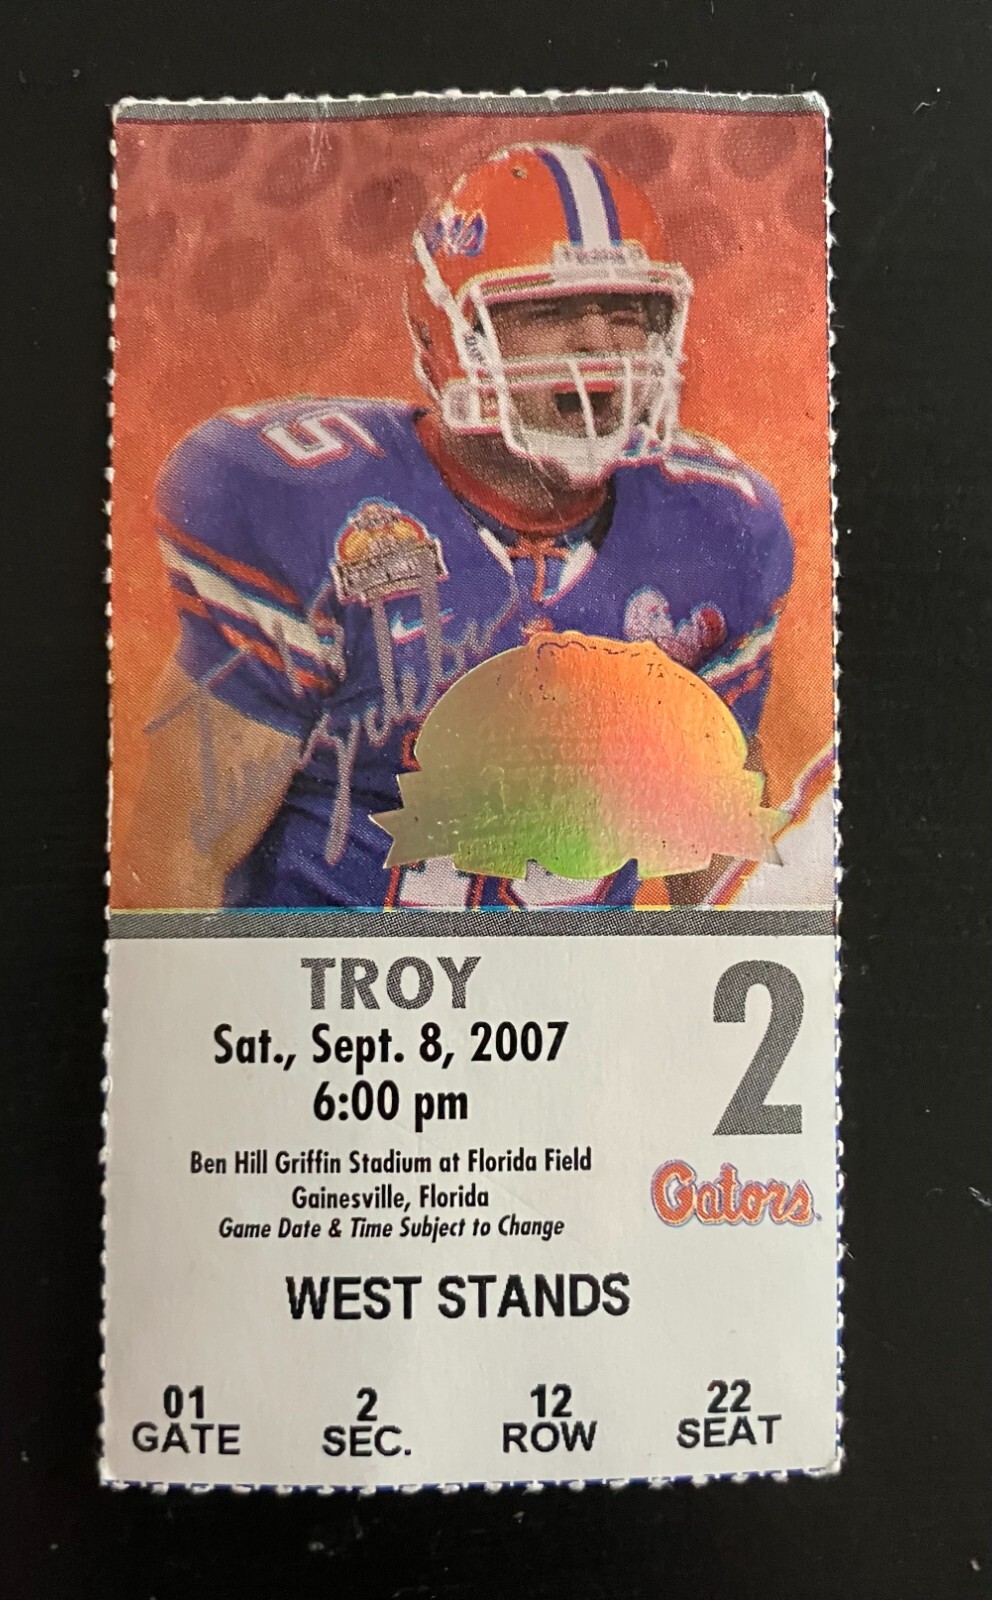 5
TROY
2
Sat., Sept. 8, 2007
6:00 pm
Ben Hill Griffin Stadium at Florida Field
Gainesville, Florida
Gators
Game Date & Time Subject to Change
WEST STANDS
01 2 12 22
GATE SEC. ROW SEAT